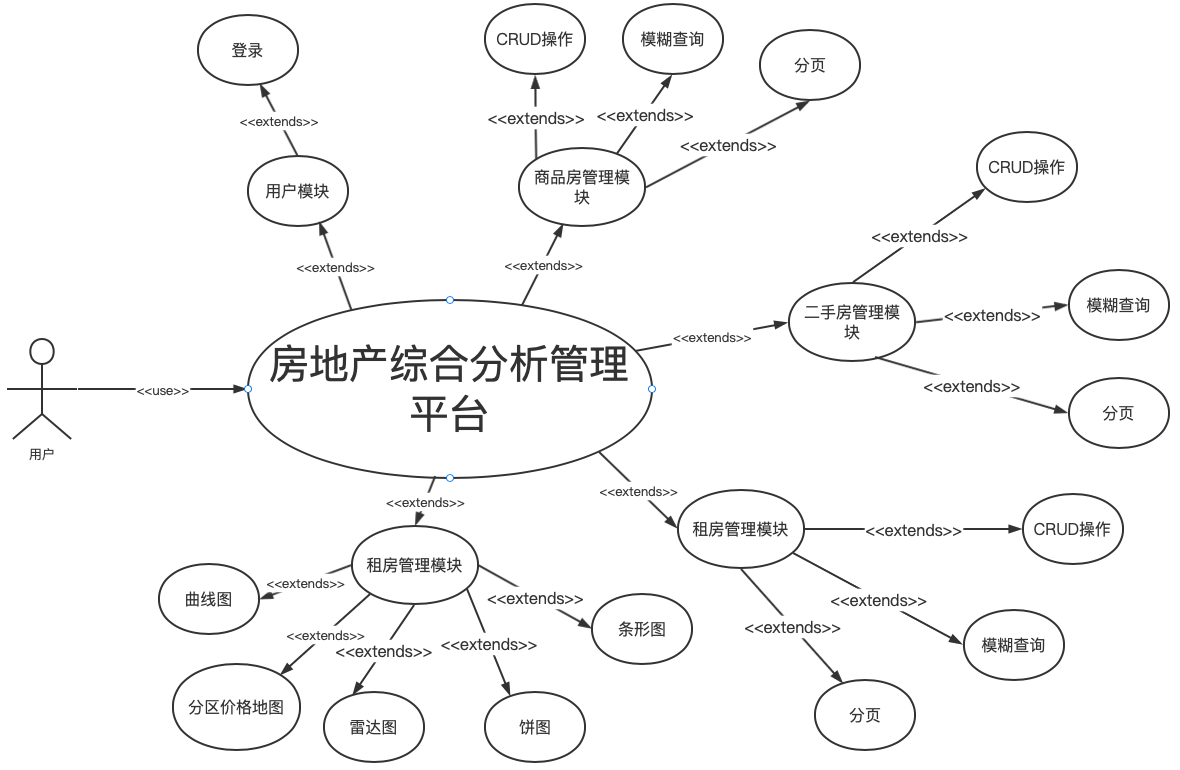 登录
CRUD操作
模糊查询
分页
<<extends>>
<<extends>>
<<extends>>
<<extends>>
用户模块
商品房管理模
块
CRUD操作
<<extends>>
<<extends>>
<<extends>>
二手房管理模
块
模糊查询
<<extends>>
<<extends>>
<<extends>>
分页
房地产综合分析管理
平台
<<use>>
用户
<<extends>>
<<extends>>
租房管理模块
<<extends>>
CRUD操作
租房管理模块
<<extends>>
曲线图
<<extends>>
条形图
<<extends>>
<<extends>>
<<extends>>
<<extends>>
<<extends>>
模糊查询
分区价格地图
雷达图
饼图
分页